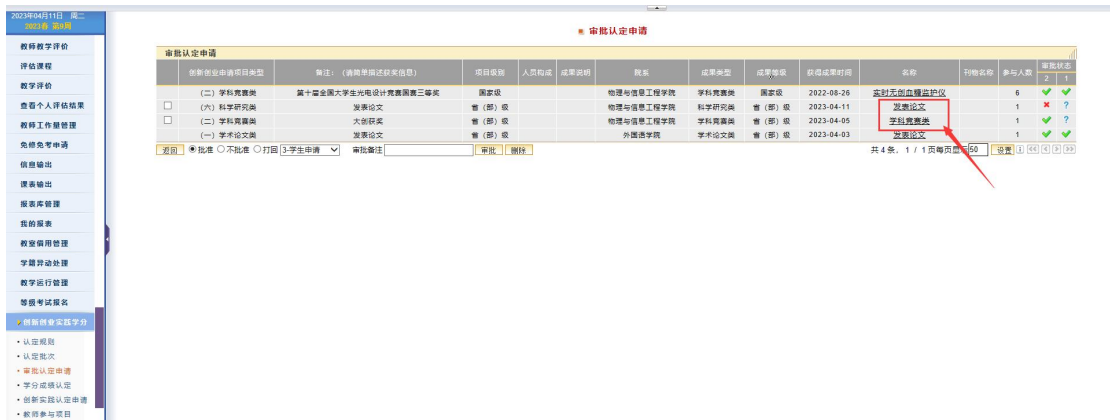 2023年04月11日 周二
2023春 第9周
教师教学评价
评估课程
教学评价
查看个人评估结果
教师工作量管理
免修免考申请
信息输出
课表输出
报表库管理
我的报表
教室借用管理
学籍异动处理
教学运行管理
等级考试报名
创新创业实践学分
• 认定规则
• 认定批次
• 审批认定申请
• 学分成绩认定
• 创新实践认定申请
• 教师参与项目
审批认定申请
审批认定申请
创新创业申请项目类型 备注：（请简单描述获奖信息） 项目级别 人员构成 成果说明 院系 成果类型 成果等级 获得成果时间 名称 刊物名称 参与人数 审批状态
2 1
（二）学科竞赛类 第十届全国大学生光电设计竞赛国赛三等奖 国家级 物理与信息工程学院 学科竞赛类 国家级 2022-08-26 实时无创血糖监护仪 6
（六）科学研究类 发表论文 省（部）级 物理与信息工程学院 科学研究类 省（部）级 2023-04-11 发表论文 1 ?
（二）学科竞赛类 大创获奖 省（部）级 物理与信息工程学院 学科竞赛类 省（部）级 2023-04-05 学科竞赛类 1 ?
（一）学术论文类 发表论文 省（部）级 外国语学院 学术论文类 省（部）级 2023-04-03 发表论文 1
返回 批准 不批准 打回 3-学生申请 审批备注 审批 删除 共4条，1 / 1页每页显 50 设置 1